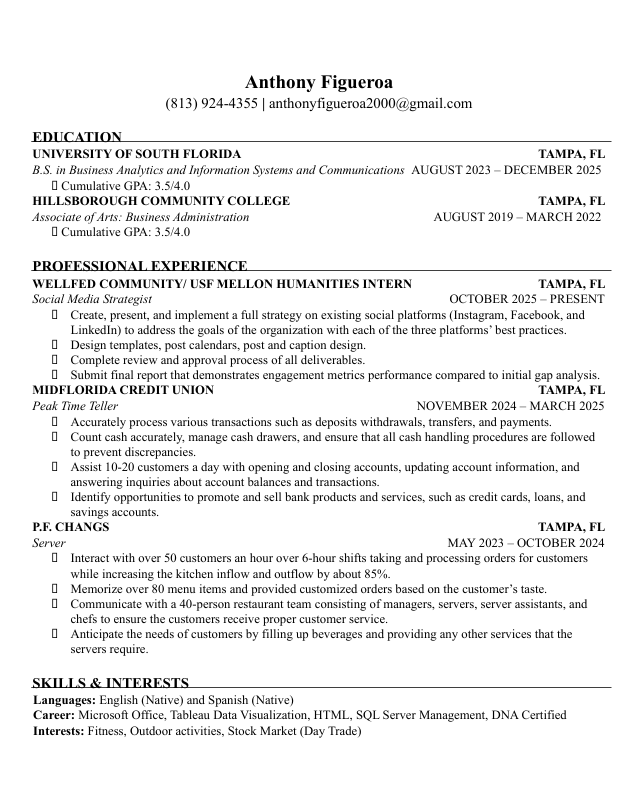 Anthony Figueroa
(813) 924-4355 | anthonyfigueroa2000@gmail.com
EDUCATION
UNIVERSITY OF SOUTH FLORIDA TAMPA, FL
B.S. in Business Analytics and Information Systems and Communications AUGUST 2023 – DECEMBER 2025
▯ Cumulative GPA: 3.5/4.0
HILLSBOROUGH COMMUNITY COLLEGE TAMPA, FL
Associate of Arts: Business Administration AUGUST 2019 – MARCH 2022
▯ Cumulative GPA: 3.5/4.0
PROFESSIONAL EXPERIENCE
WELLFED COMMUNITY/ USF MELLON HUMANITIES INTERN TAMPA, FL
Social Media Strategist OCTOBER 2025 – PRESENT
▯ Create, present, and implement a full strategy on existing social platforms (Instagram, Facebook, and
LinkedIn) to address the goals of the organization with each of the three platforms’ best practices.
▯ Design templates, post calendars, post and caption design.
▯ Complete review and approval process of all deliverables.
▯ Submit final report that demonstrates engagement metrics performance compared to initial gap analysis.
MIDFLORIDA CREDIT UNION TAMPA, FL
Peak Time Teller NOVEMBER 2024 – MARCH 2025
▯ Accurately process various transactions such as deposits withdrawals, transfers, and payments.
▯ Count cash accurately, manage cash drawers, and ensure that all cash handling procedures are followed
to prevent discrepancies.
▯ Assist 10-20 customers a day with opening and closing accounts, updating account information, and
answering inquiries about account balances and transactions.
▯ Identify opportunities to promote and sell bank products and services, such as credit cards, loans, and
savings accounts.
P.F. CHANGS TAMPA, FL
Server MAY 2023 – OCTOBER 2024
▯ Interact with over 50 customers an hour over 6-hour shifts taking and processing orders for customers
while increasing the kitchen inflow and outflow by about 85%.
▯ Memorize over 80 menu items and provided customized orders based on the customer’s taste.
▯ Communicate with a 40-person restaurant team consisting of managers, servers, server assistants, and
chefs to ensure the customers receive proper customer service.
▯ Anticipate the needs of customers by filling up beverages and providing any other services that the
servers require.
SKILLS & INTERESTS
Languages: English (Native) and Spanish (Native)
Career: Microsoft Office, Tableau Data Visualization, HTML, SQL Server Management, DNA Certified
Interests: Fitness, Outdoor activities, Stock Market (Day Trade)